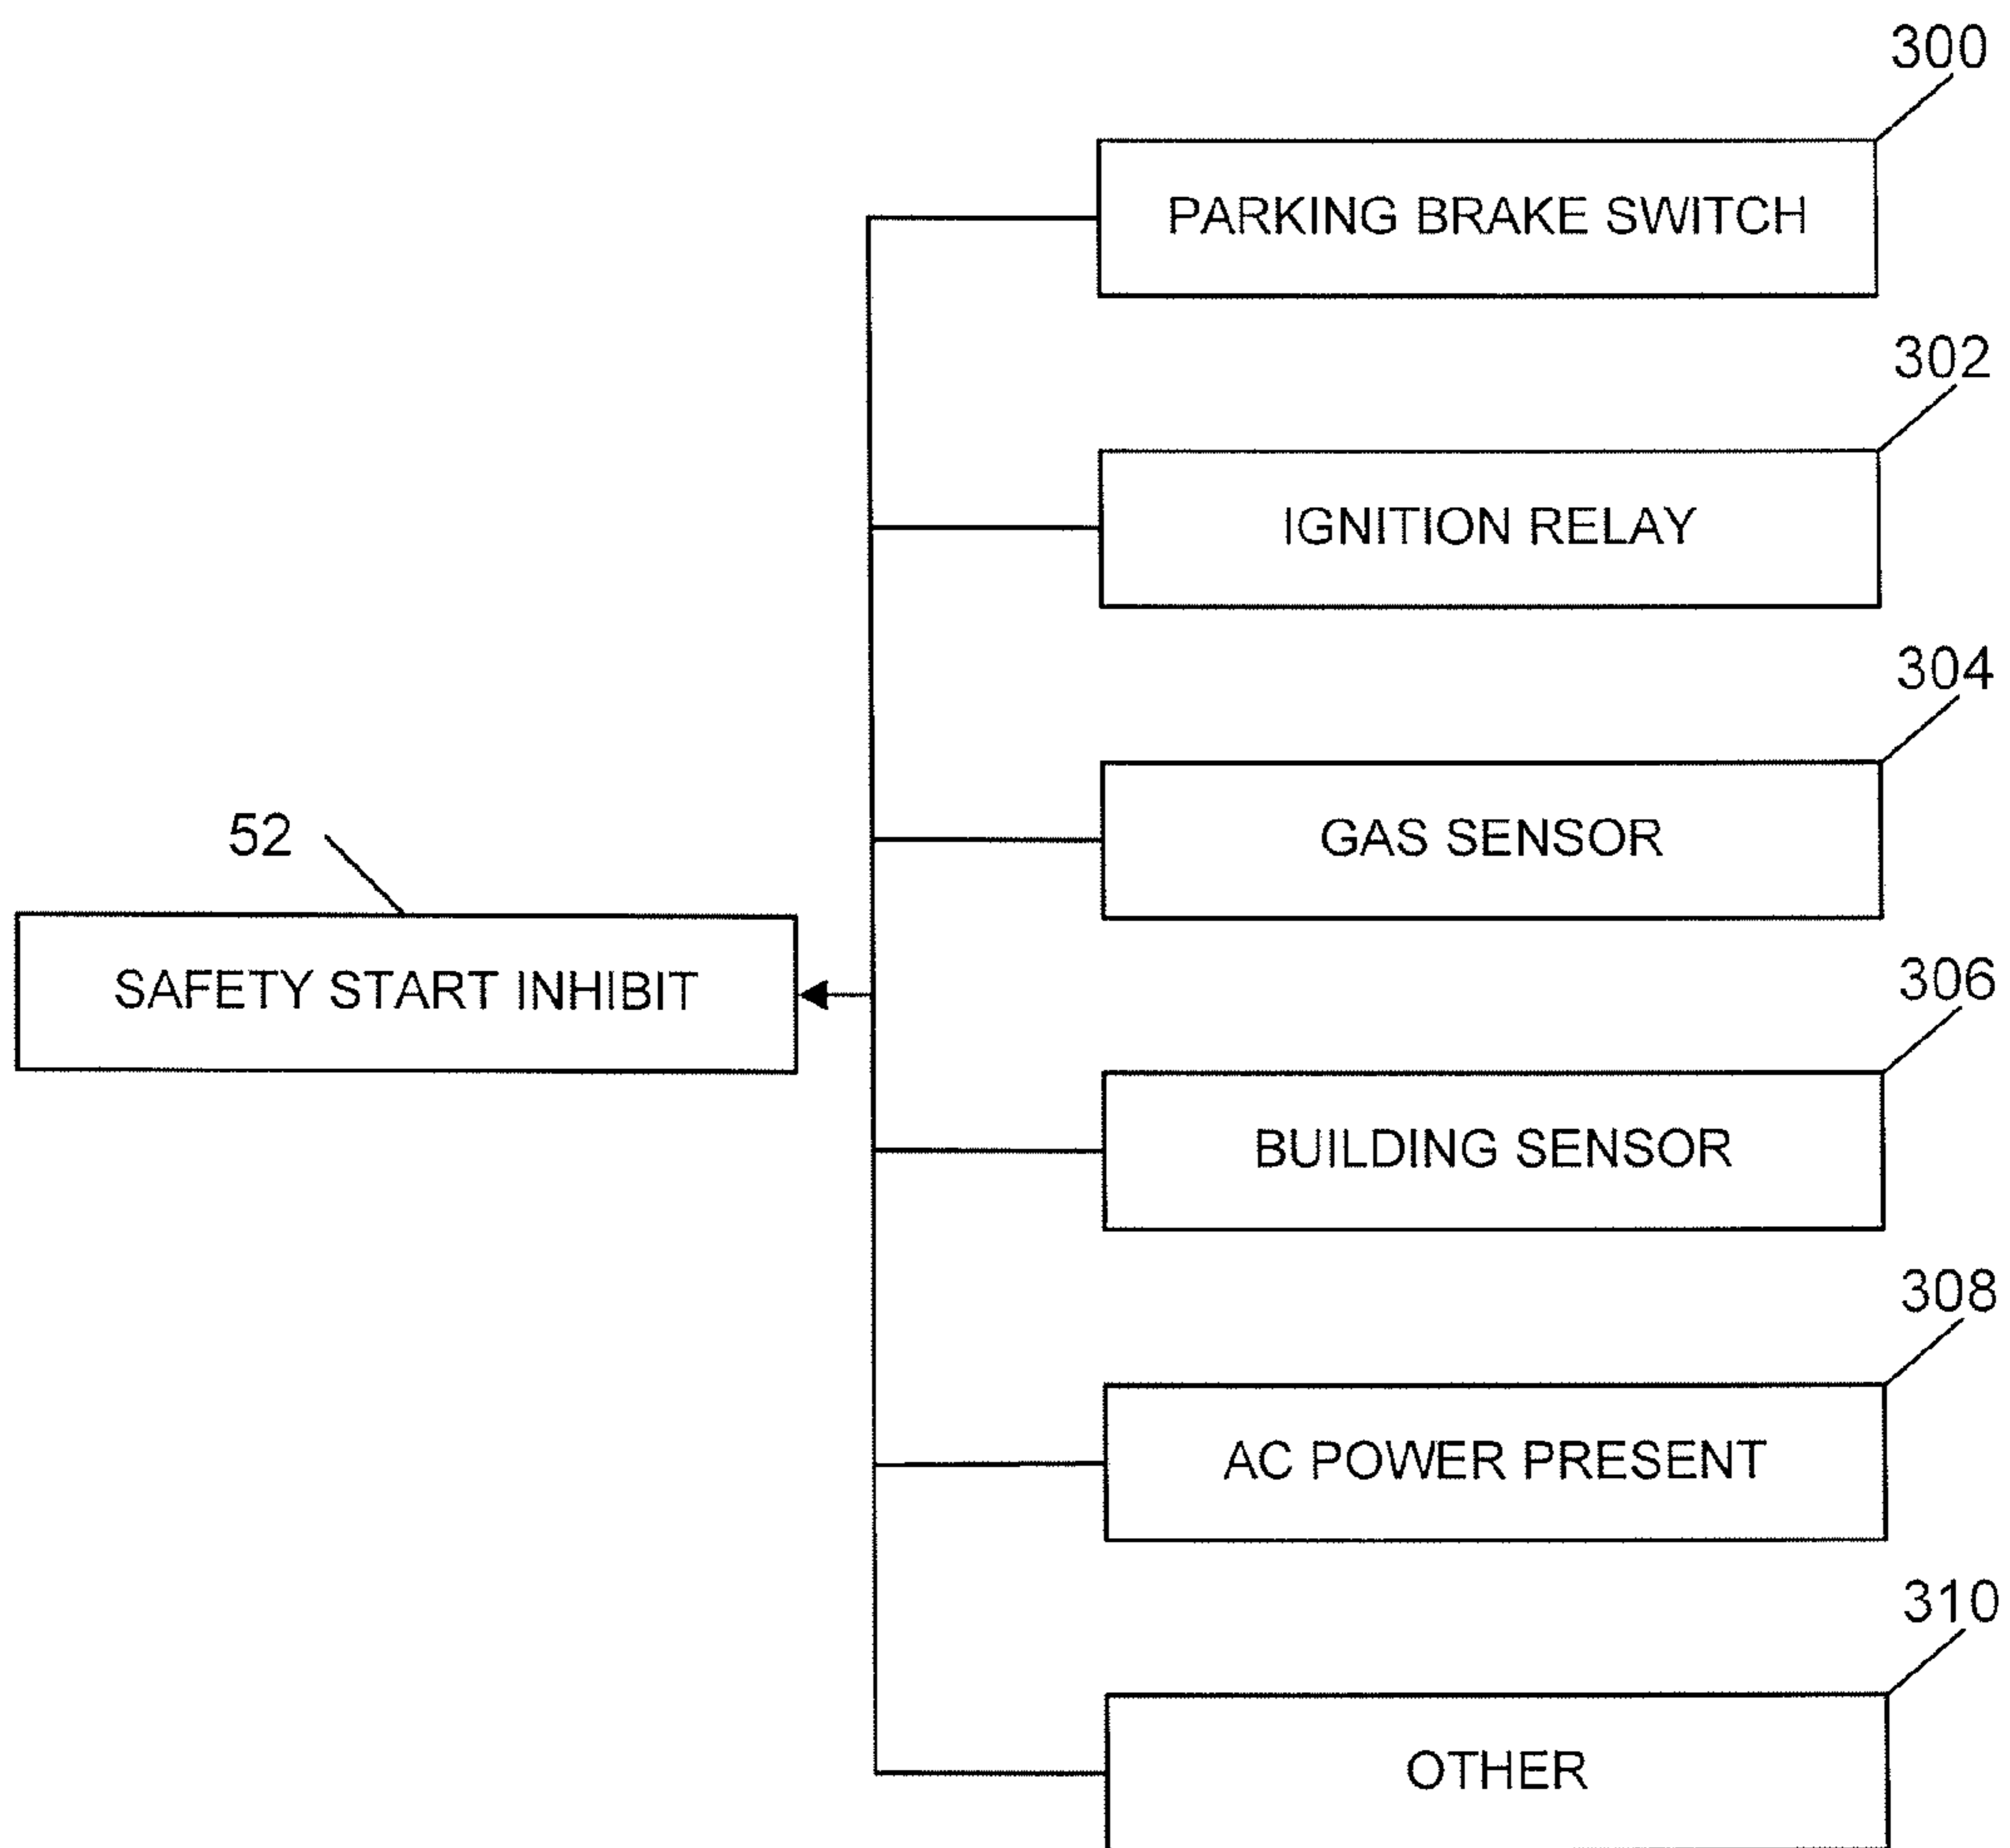 300
PARKING BRAKE SWITCH
302
IGNITION RELAY
304
GAS SENSOR
52
SAFETY START INHIBIT
306
BUILDING SENSOR
308
AC POWER PRESENT
310
OTHER